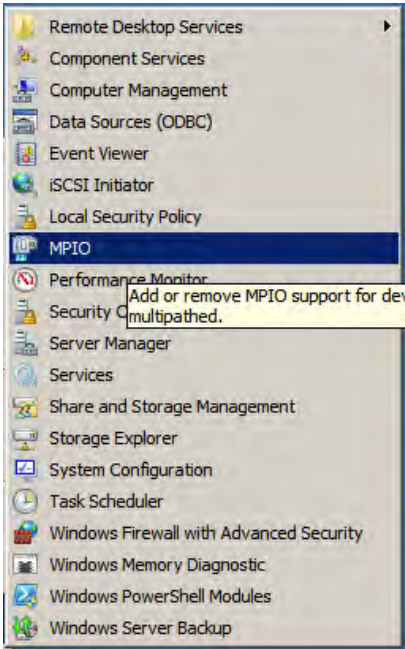 Remote Desktop Services
Component Services
Computer Management
Data Sources (ODBC)
Event Viewer
iSCSI Initiator
Local Security Policy
MPIO
Performance Monitor
Add or remove MPIO support for dev
Security C
multipathed.
Server Manager
Services
Share and Storage Management
Storage Explorer
System Configuration
Task Scheduler
Windows Firewall with Advanced Security
Windows Memory Diagnostic
Windows PowerShell Modules
Windows Server Backup